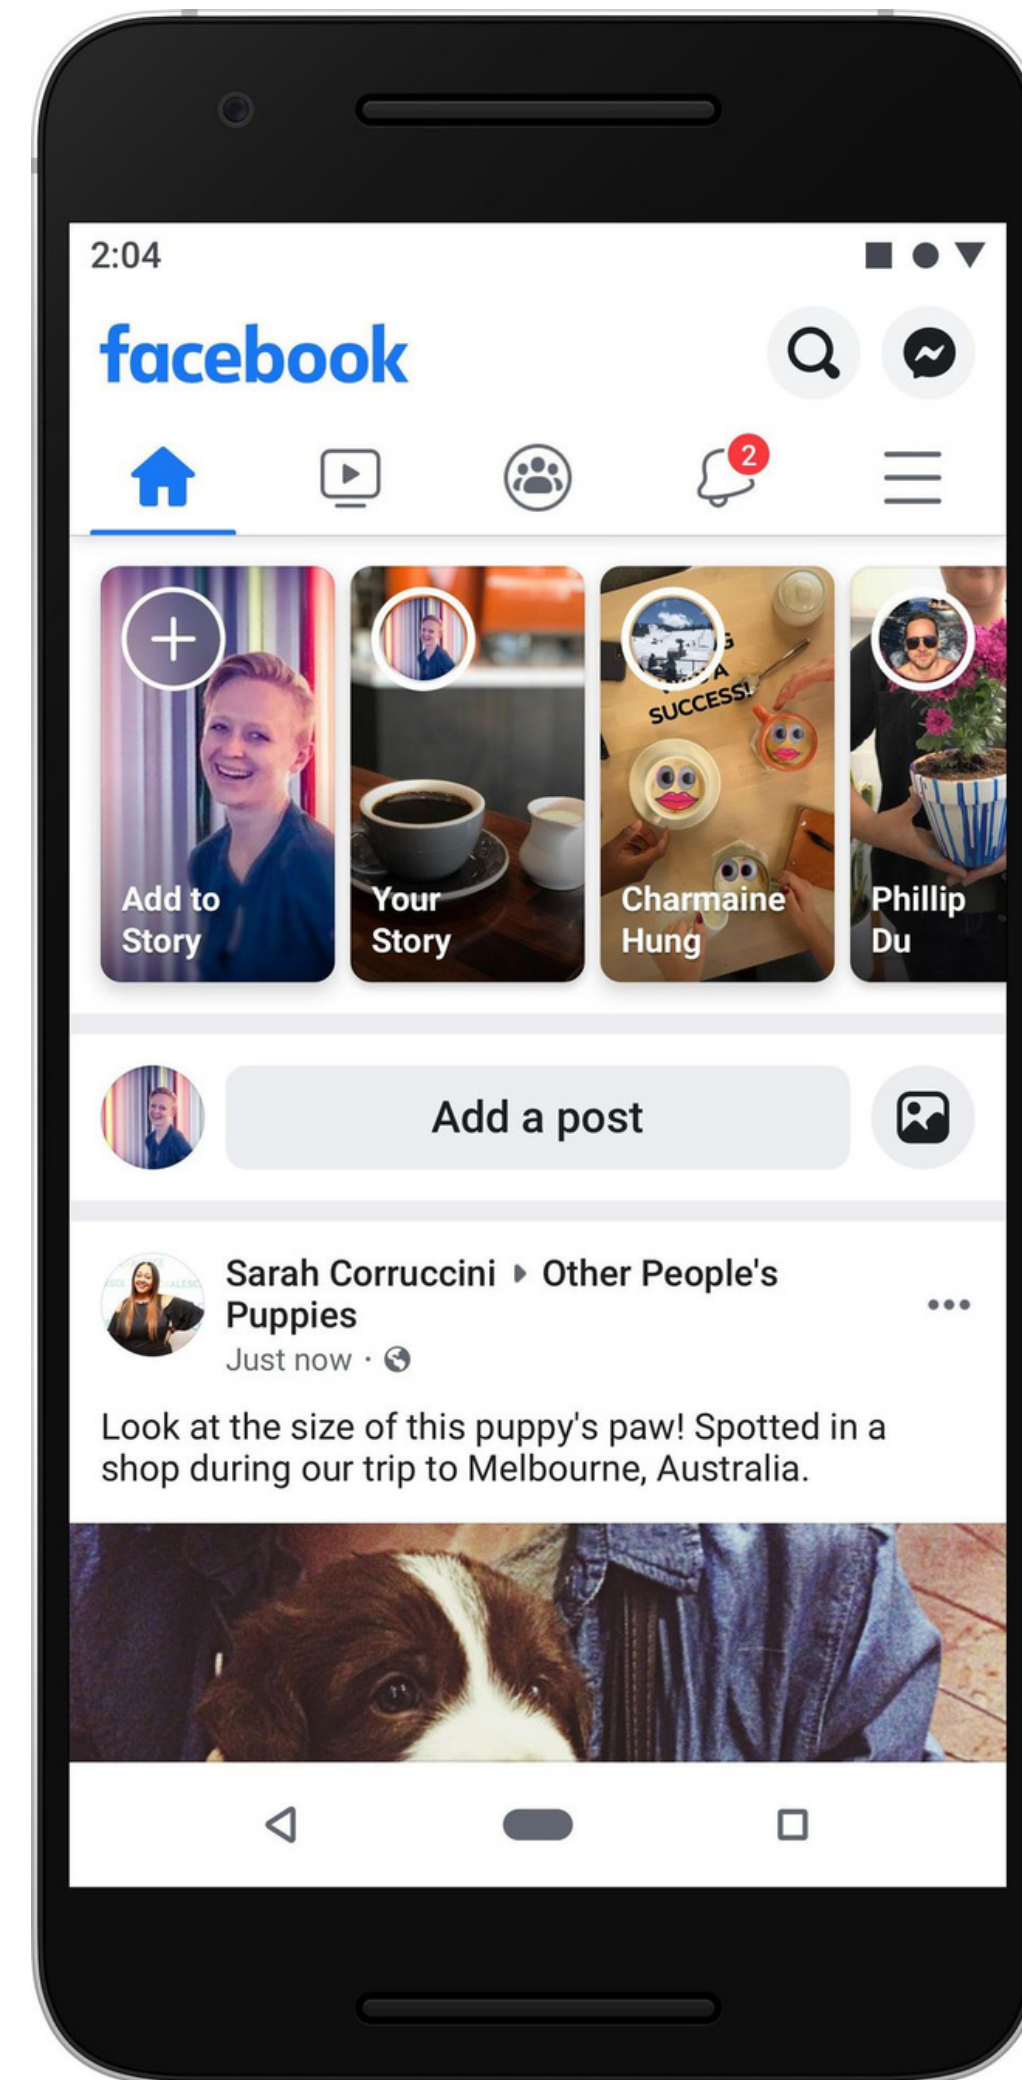 2:04
facebook
2
SUCCESS!
Add to
Story
Your
Story
Charmaine
Hung
Phillip
Du
Add a post
Sarah Corruccini Other People's
Puppies
Just now ·
Look at the size of this puppy's paw! Spotted in a
shop during our trip to Melbourne, Australia.